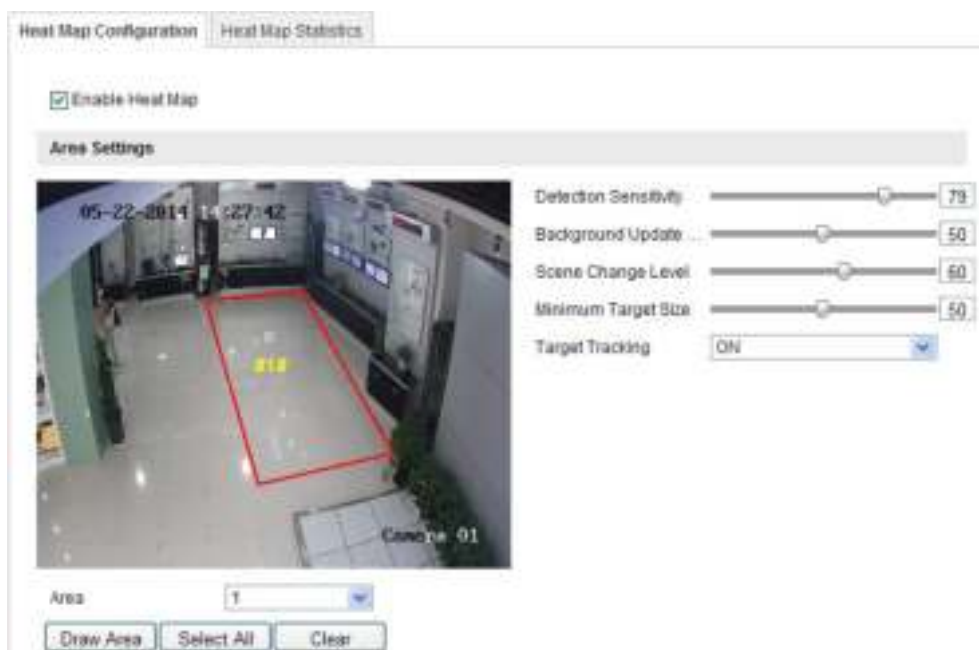 Heat Map Configuration
Heat Map Statistics
Enable Heat Map
Area Settings
05-22-2014 14:27:42
#1#
Camera 01
Detection Sensitivity 79
Background Update ... 50
Scene Change Level 60
Minimum Target Size 50
Target Tracking ON
Area 1
Draw Area
Select All
Clear